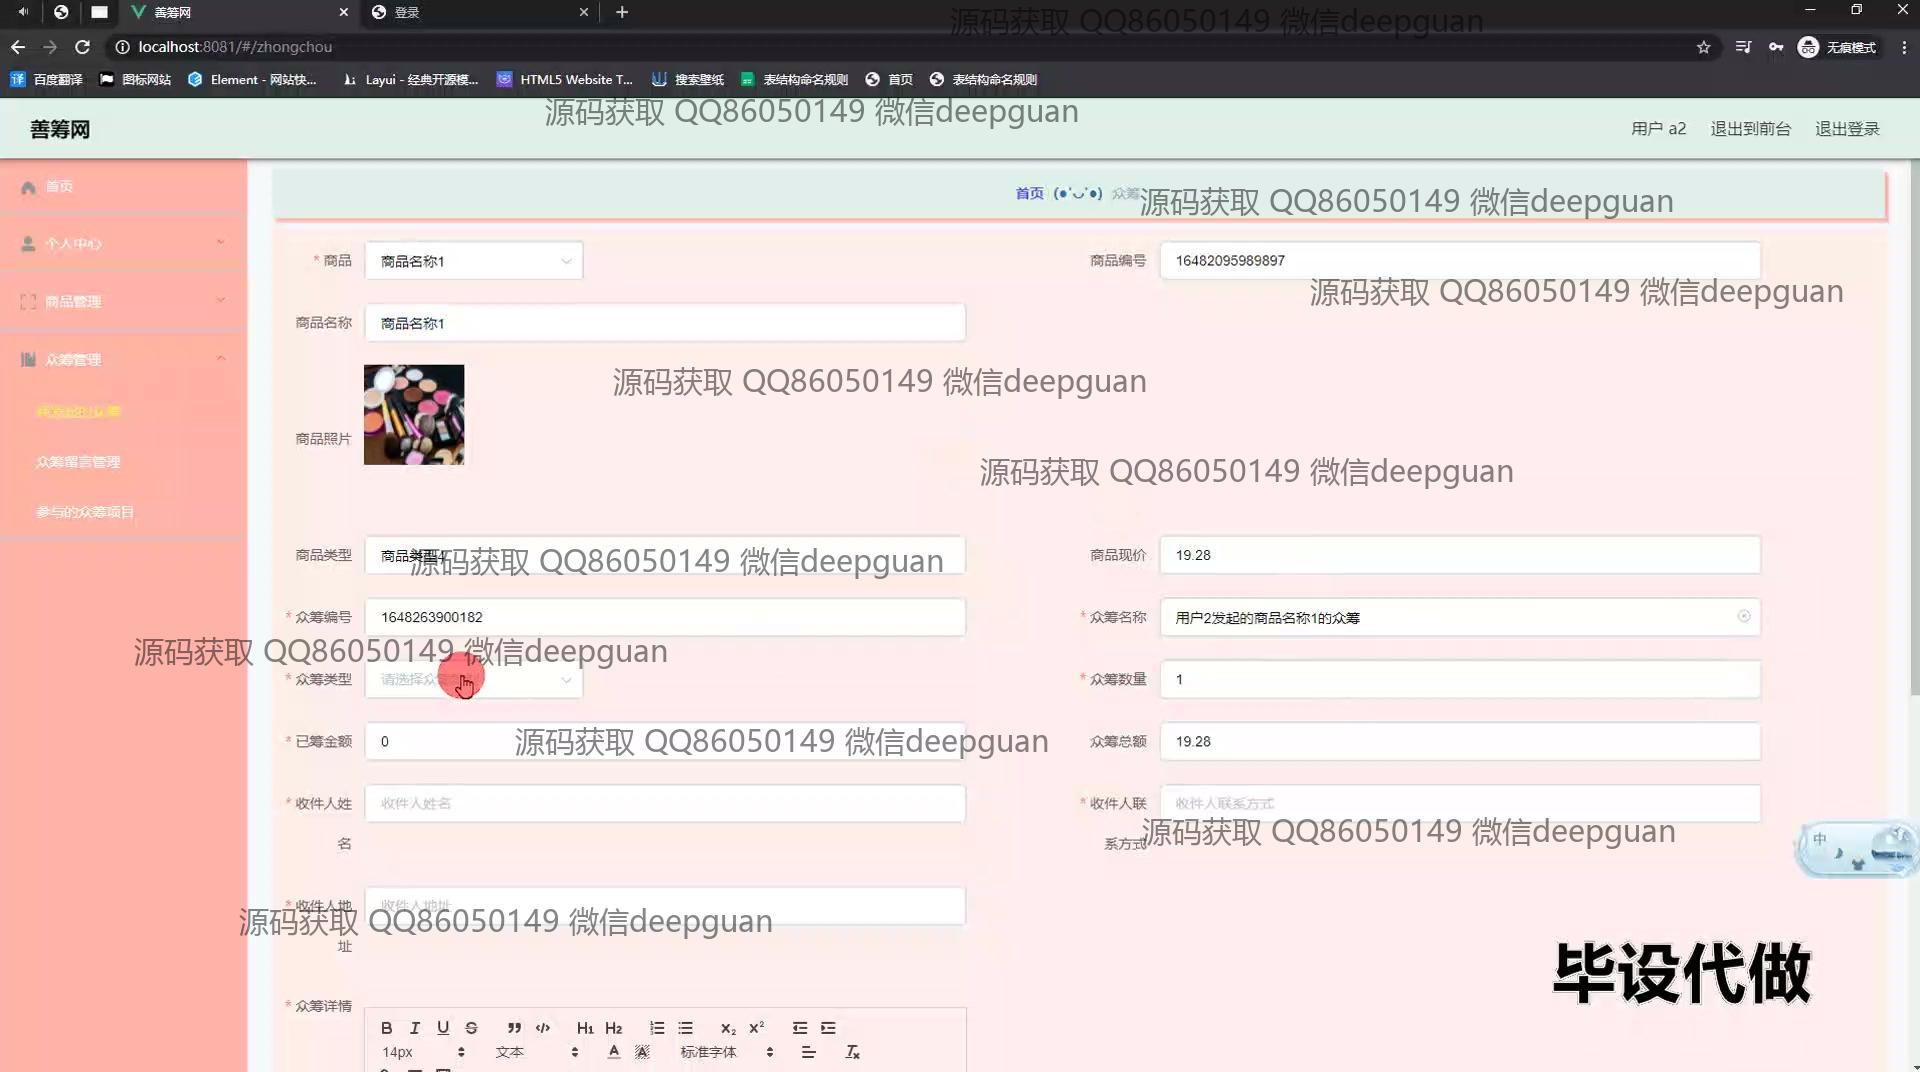 善筹网
登录
源码获取 QQ86050149 微信deepguan
localhost:8081/#/zhongchou
无痕模式
百度翻译 图标网站 Element - 网站快... Layui - 经典开源模... HTML5 Website T... 搜索壁纸 表结构命名规则 首页 表结构命名规则
源码获取 QQ86050149 微信deepguan
善筹网
用户 a2 退出到前台 退出登录
首页
首页 (●'◡'●) 众筹
源码获取 QQ86050149 微信deepguan
个人中心
* 商品 商品名称1
商品编号 16482095989897
源码获取 QQ86050149 微信deepguan
商品管理
商品名称 商品名称1
众筹管理
源码获取 QQ86050149 微信deepguan
商品照片
众筹留言管理
源码获取 QQ86050149 微信deepguan
参与的众筹项目
商品类型 商品类型4
商品现价 19.28
源码获取 QQ86050149 微信deepguan
* 众筹编号 1648263900182
* 众筹名称 用户2发起的商品名称1的众筹
源码获取 QQ86050149 微信deepguan
* 众筹类型 请选择众
* 众筹数量 1
* 已筹金额 0
众筹总额 19.28
源码获取 QQ86050149 微信deepguan
* 收件人姓名 收件人姓名
* 收件人联系方式 收件人联系方式
源码获取 QQ86050149 微信deepguan
中
* 收件人地址 收件人地址
源码获取 QQ86050149 微信deepguan
毕设代做
* 众筹详情
B I U S ” </> H1 H2 X2 X2
14px 文本 A A 标准字体 Tx